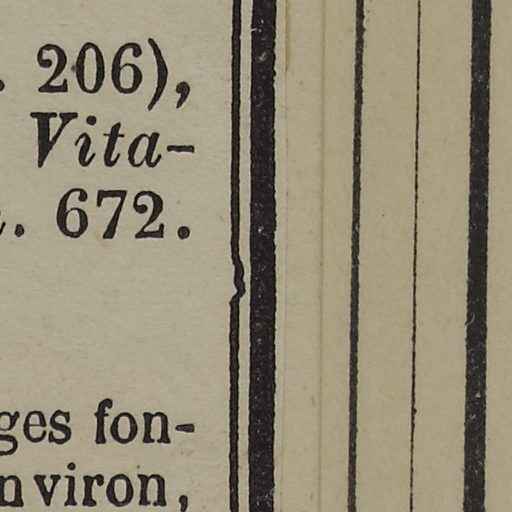 . 206),
Vita-
. 672.
ges fon-
nviron,